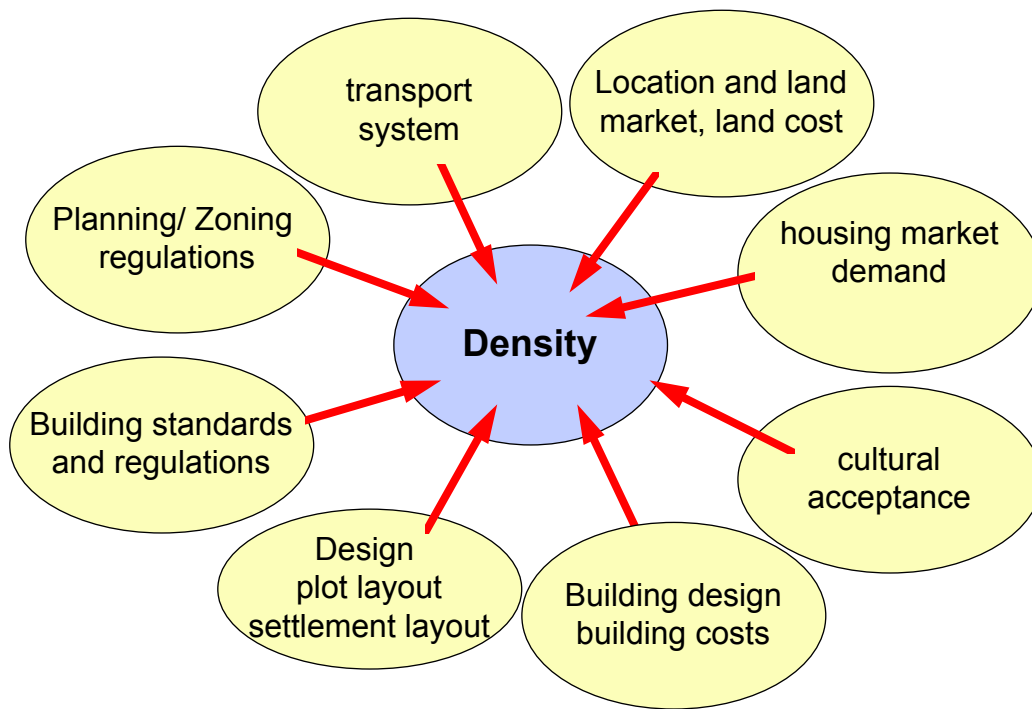 transport
system
Location and land
market, land cost
Planning/ Zoning
regulations
housing market
demand
Density
Building standards
and regulations
cultural
acceptance
Design
plot layout
settlement layout
Building design
building costs